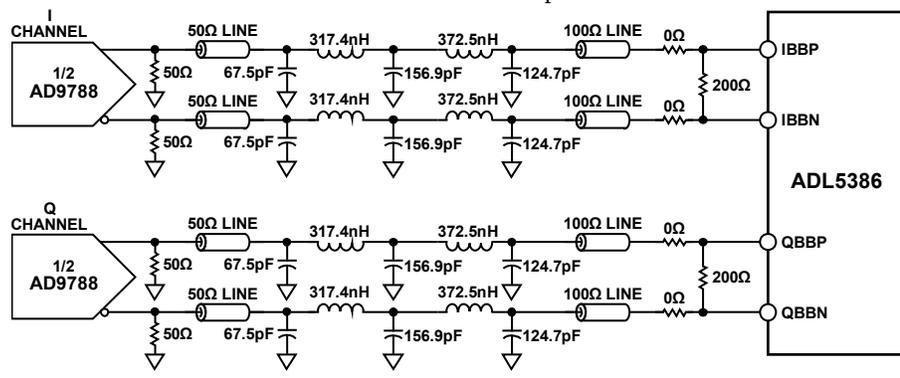 I
CHANNEL
1/2
AD9788
50Ω
50Ω LINE
67.5pF
317.4nH
156.9pF
372.5nH
124.7pF
100Ω LINE
0Ω
IBBP
200Ω
50Ω
50Ω LINE
67.5pF
317.4nH
156.9pF
372.5nH
124.7pF
100Ω LINE
0Ω
IBBN
ADL5386
Q
CHANNEL
1/2
AD9788
50Ω
50Ω LINE
67.5pF
317.4nH
156.9pF
372.5nH
124.7pF
100Ω LINE
0Ω
QBBP
200Ω
50Ω
50Ω LINE
67.5pF
317.4nH
156.9pF
372.5nH
124.7pF
100Ω LINE
0Ω
QBBN